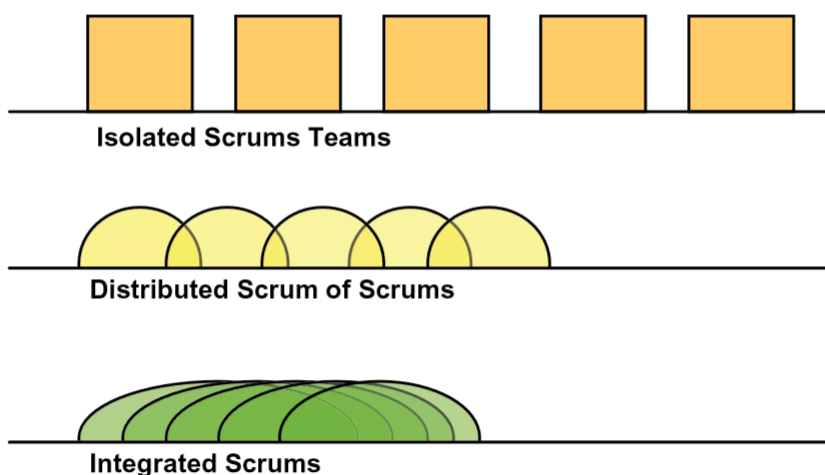 Isolated Scrums Teams
Distributed Scrum of Scrums
Integrated Scrums